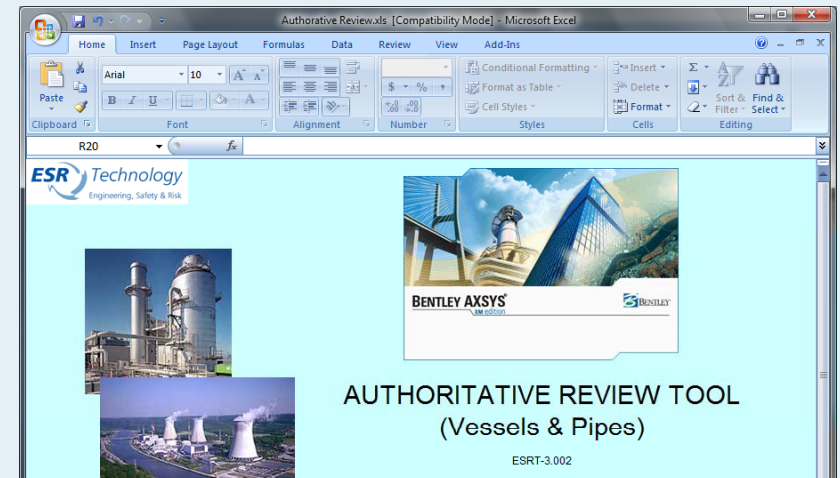 Authorative Review.xls [Compatibility Mode] - Microsoft Excel
Home Insert Page Layout Formulas Data Review View Add-Ins
Paste
Arial 10 A A
B I U A
$ % ,
Conditional Formatting
Format as Table
Cell Styles
Insert
Delete
Format
Σ
Sort & Filter
Find & Select
Clipboard Font Alignment Number Styles Cells Editing
R20 fx
ESR Technology
Engineering, Safety & Risk
BENTLEY AXSYS
XM edition
BENTLEY
AUTHORITATIVE REVIEW TOOL
(Vessels & Pipes)
ESRT-3.002